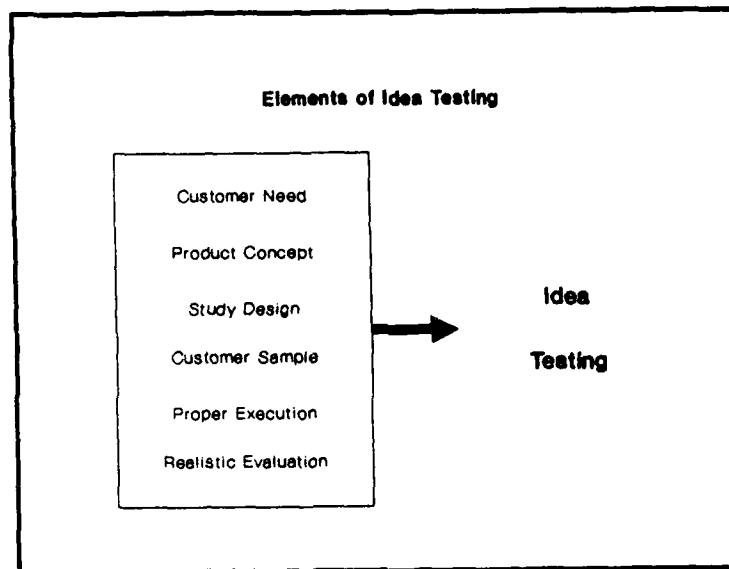 Elements of Idea Testing
Customer Need
Product Concept
Study Design
Customer Sample
Proper Execution
Realistic Evaluation
Idea
Testing